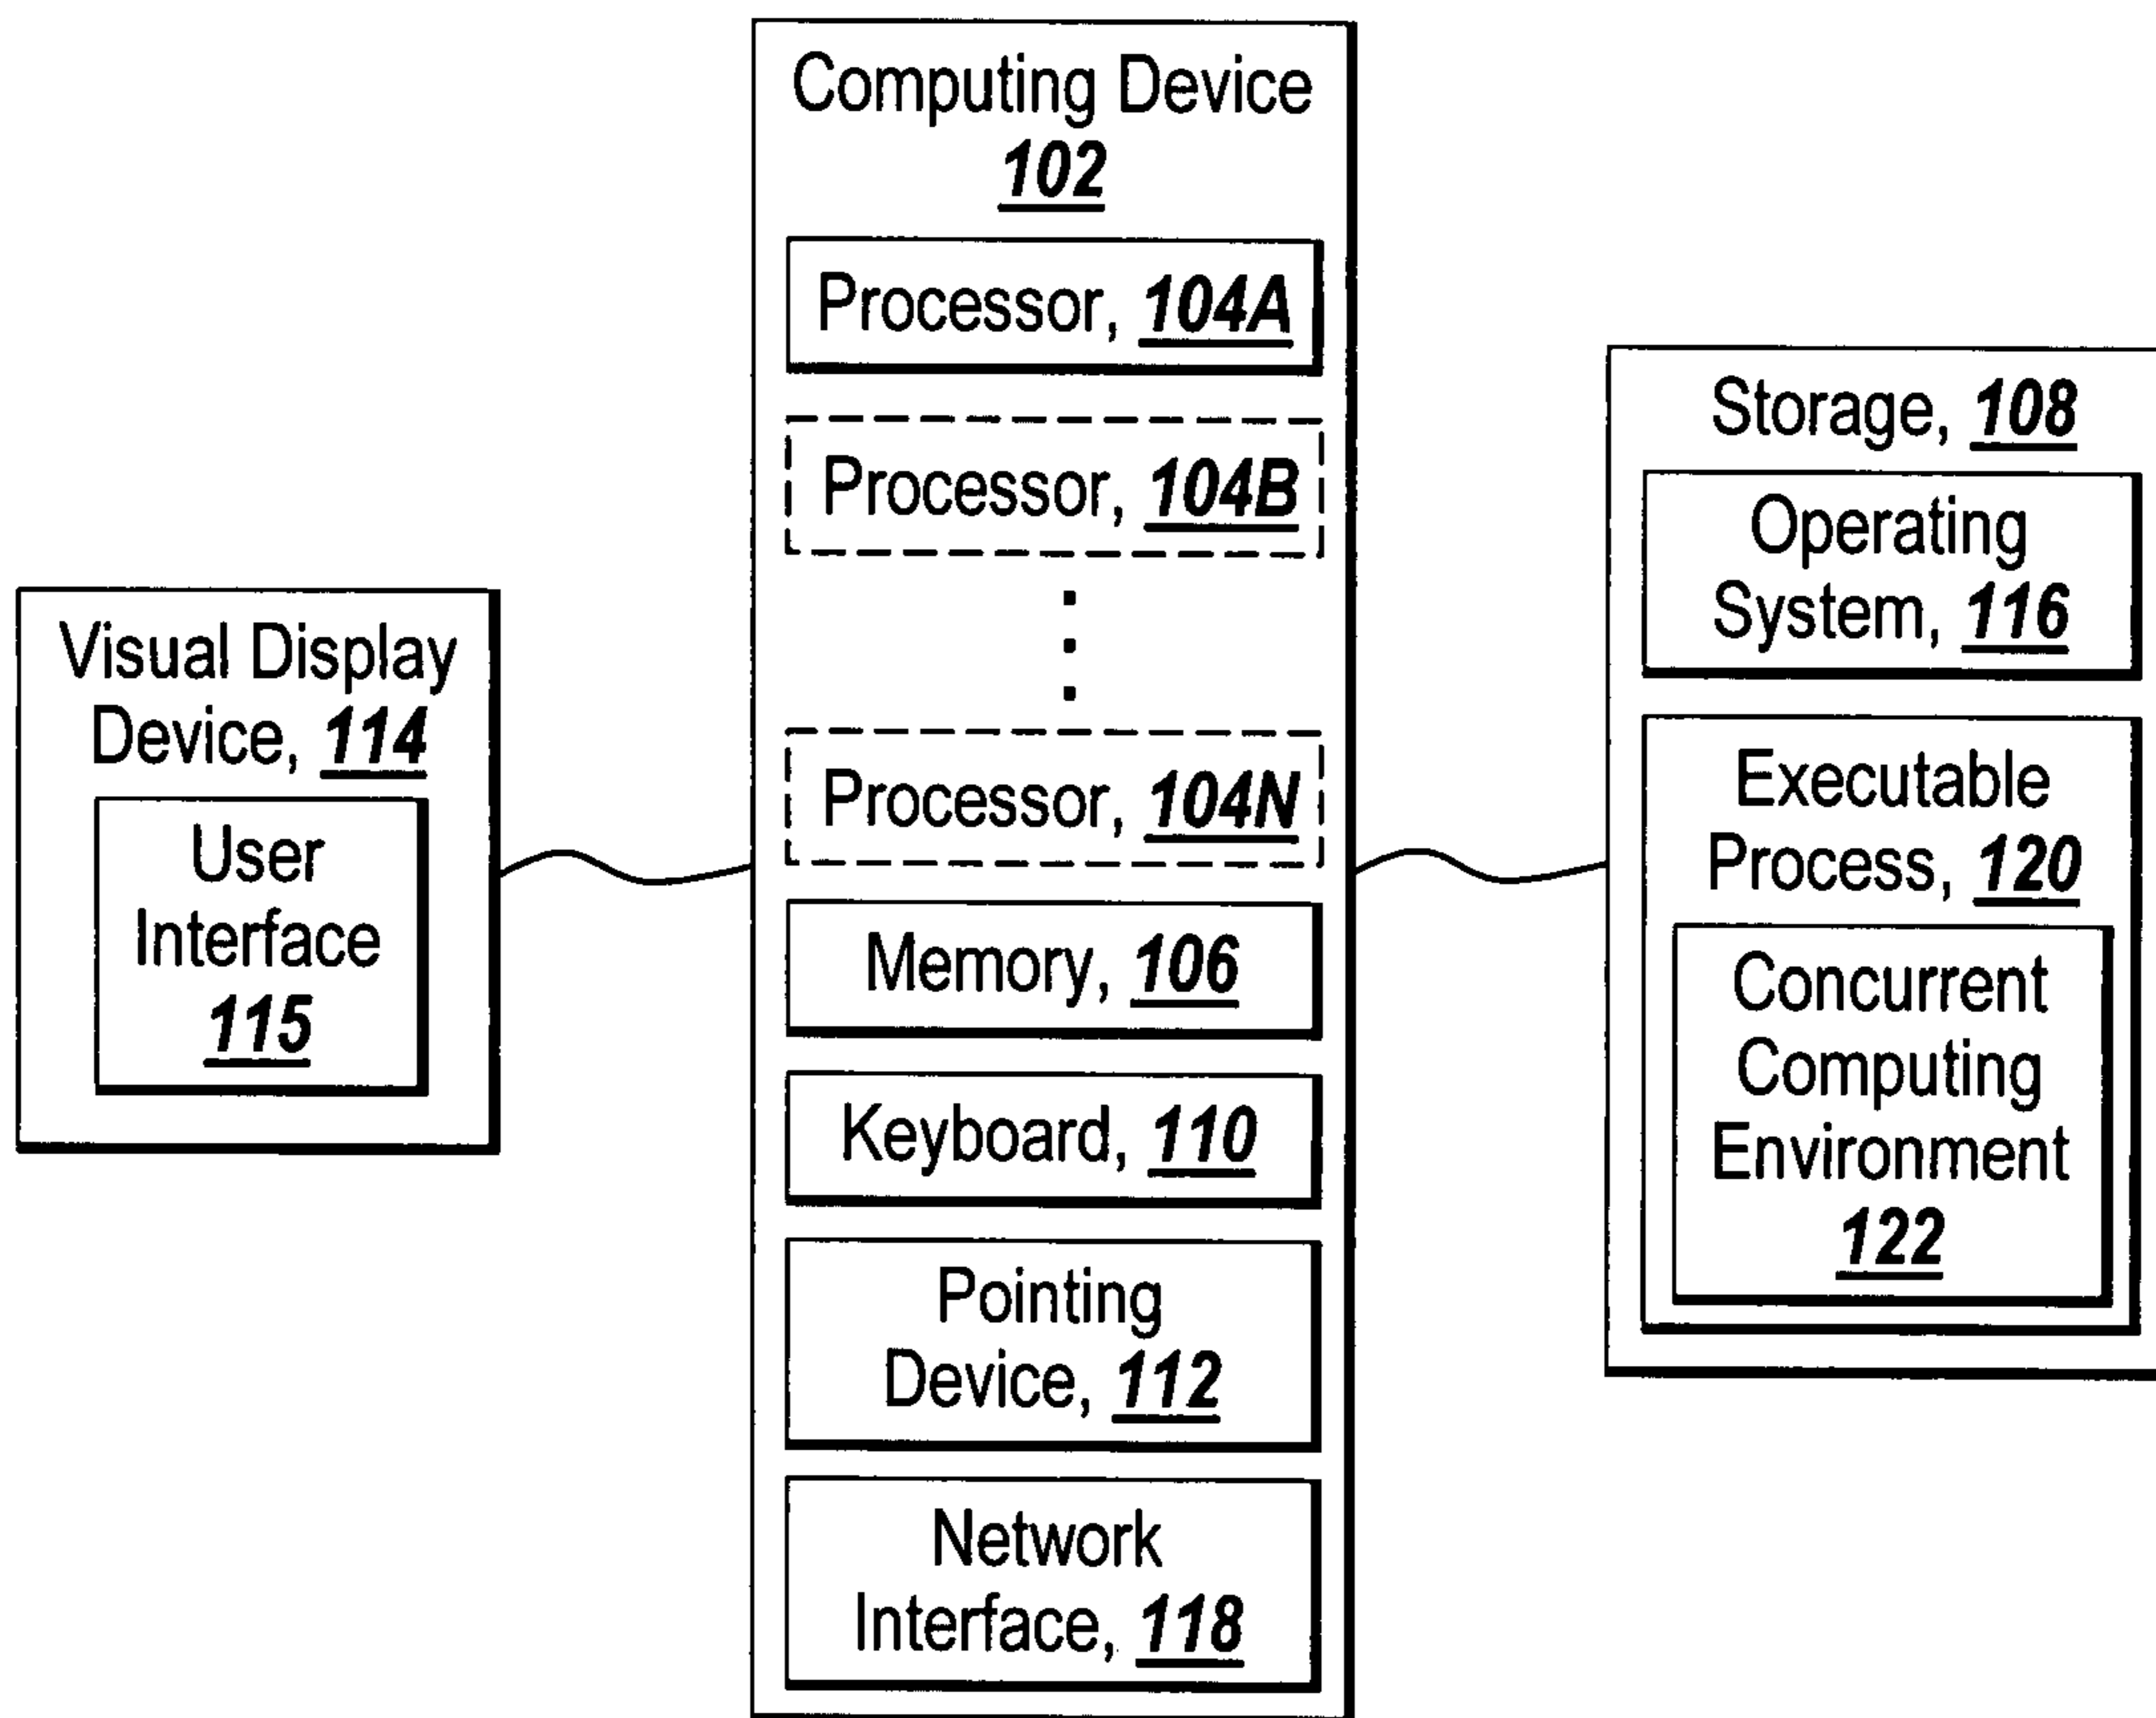 Computing Device
102
Processor, 104A
Processor, 104B
Processor, 104N
Memory, 106
Keyboard, 110
Pointing
Device, 112
Network
Interface, 118
Visual Display
Device, 114
User
Interface
115
Storage, 108
Operating
System, 116
Executable
Process, 120
Concurrent
Computing
Environment
122